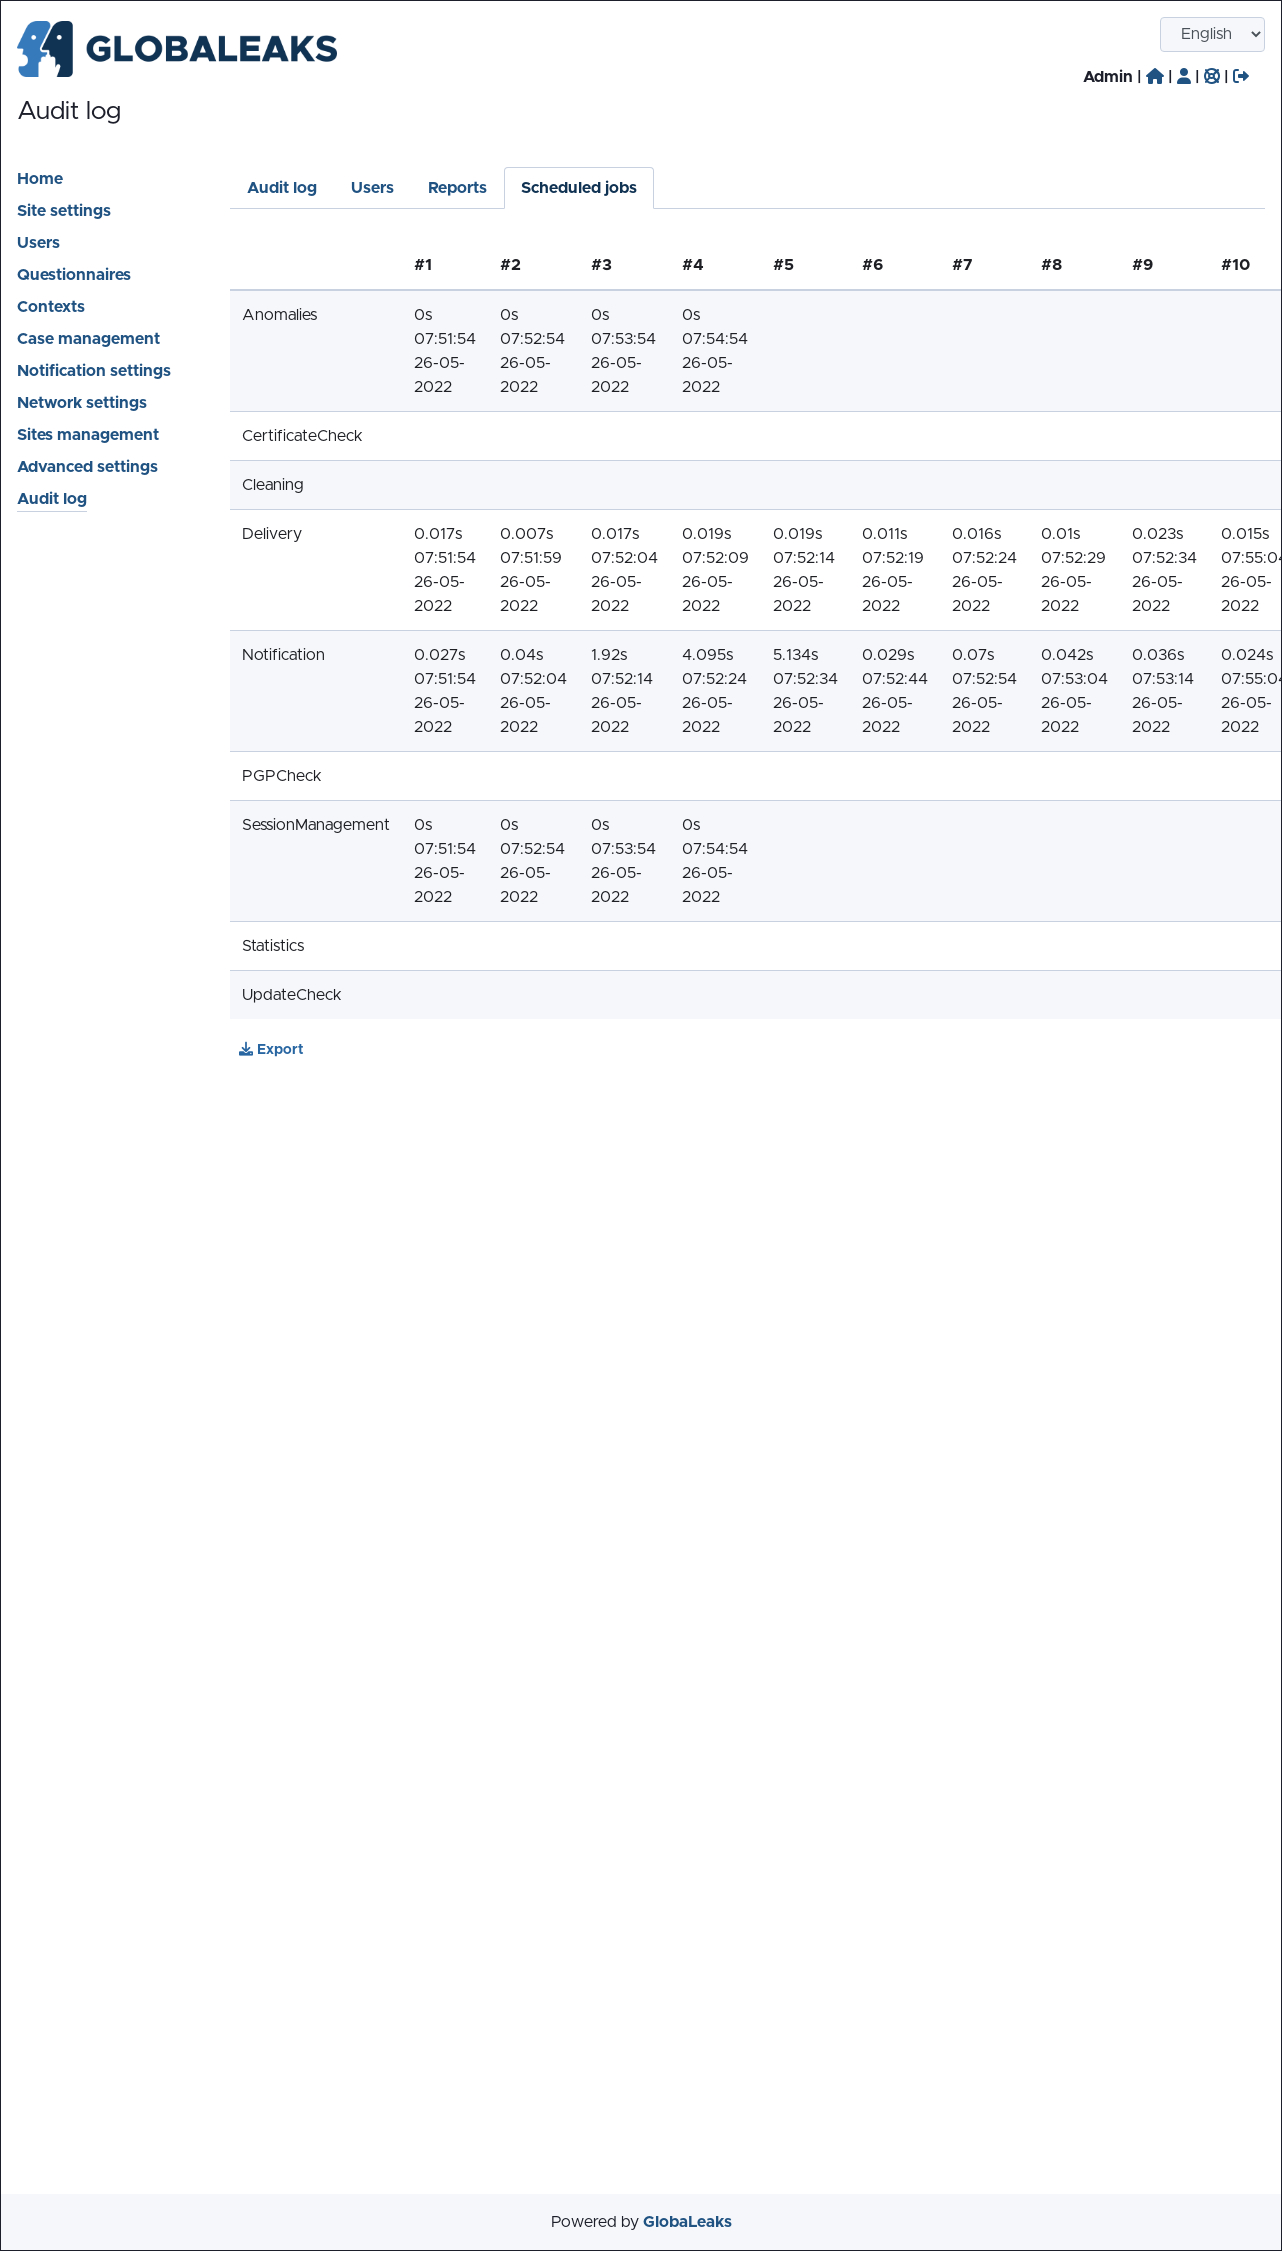 GLOBALEAKS
English
Admin | | | |
Audit log
Home
Site settings
Users
Questionnaires
Contexts
Case management
Notification settings
Network settings
Sites management
Advanced settings
Audit log
Audit log Users Reports Scheduled jobs
#1 #2 #3 #4 #5 #6 #7 #8 #9 #10
Anomalies 0s 0s 0s 0s
07:51:54 07:52:54 07:53:54 07:54:54
26-05- 26-05- 26-05- 26-05-
2022 2022 2022 2022
CertificateCheck
Cleaning
Delivery 0.017s 0.007s 0.017s 0.019s 0.019s 0.011s 0.016s 0.01s 0.023s 0.015s
07:51:54 07:51:59 07:52:04 07:52:09 07:52:14 07:52:19 07:52:24 07:52:29 07:52:34 07:55:04
26-05- 26-05- 26-05- 26-05- 26-05- 26-05- 26-05- 26-05- 26-05- 26-05-
2022 2022 2022 2022 2022 2022 2022 2022 2022 2022
Notification 0.027s 0.04s 1.92s 4.095s 5.134s 0.029s 0.07s 0.042s 0.036s 0.024s
07:51:54 07:52:04 07:52:14 07:52:24 07:52:34 07:52:44 07:52:54 07:53:04 07:53:14 07:55:04
26-05- 26-05- 26-05- 26-05- 26-05- 26-05- 26-05- 26-05- 26-05- 26-05-
2022 2022 2022 2022 2022 2022 2022 2022 2022 2022
PGPCheck
SessionManagement 0s 0s 0s 0s
07:51:54 07:52:54 07:53:54 07:54:54
26-05- 26-05- 26-05- 26-05-
2022 2022 2022 2022
Statistics
UpdateCheck
Export
Powered by GlobaLeaks